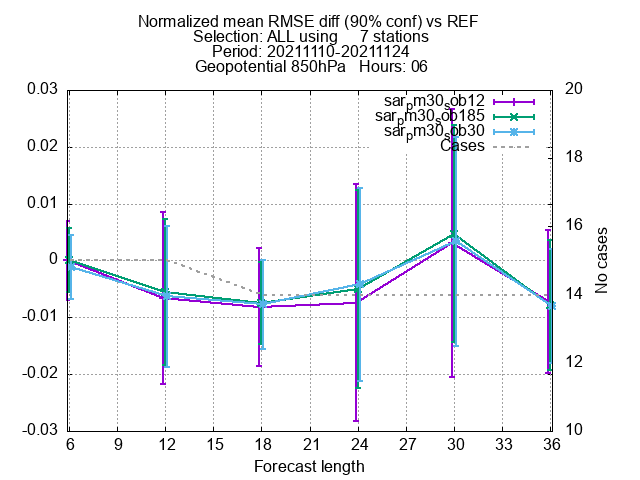 Normalized mean RMSE diff (90% conf) vs REF
Selection: ALL using 7 stations
Period: 20211110-20211124
Geopotential 850hPa Hours: 06
sar_pm30_sob12
sar_pm30_sob185
sar_pm30_sob30
Cases
0.03
0.02
0.01
0
-0.01
-0.02
-0.03
20
18
16
14
12
10
No cases
6 9 12 15 18 21 24 27 30 33 36
Forecast length